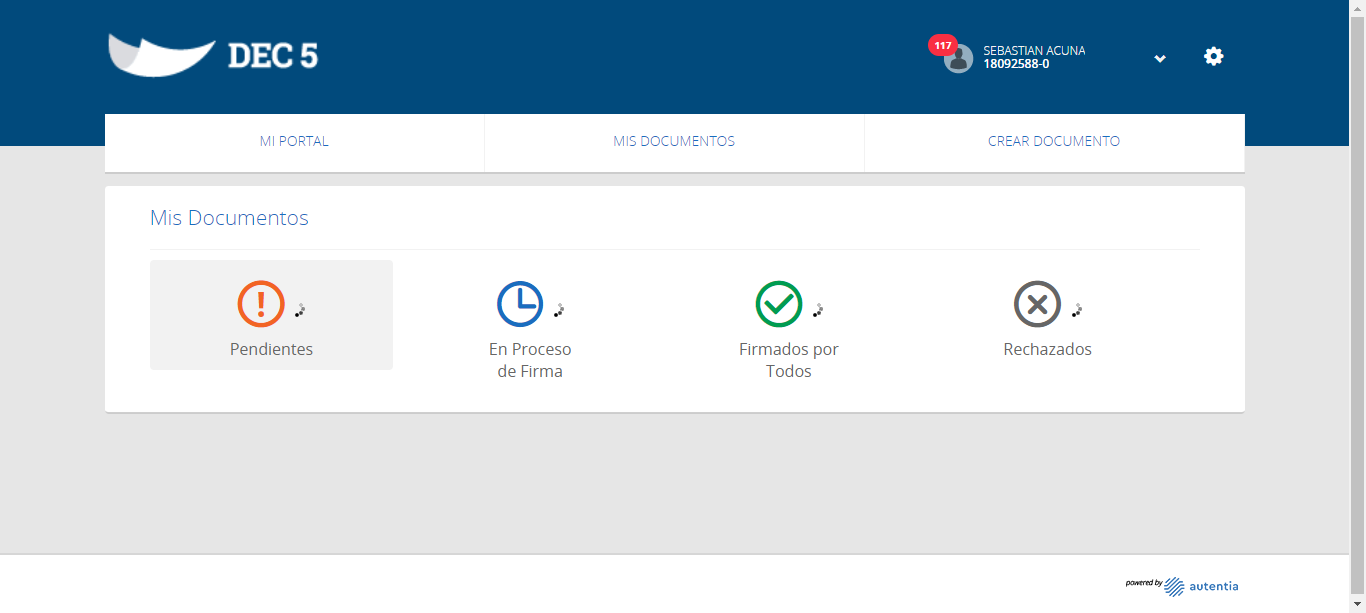 DEC 5
117
SEBASTIAN ACUNA
18092588-0
MI PORTAL
MIS DOCUMENTOS
CREAR DOCUMENTO
Mis Documentos
Pendientes
En Proceso
de Firma
Firmados por
Todos
Rechazados
powered by
autentia